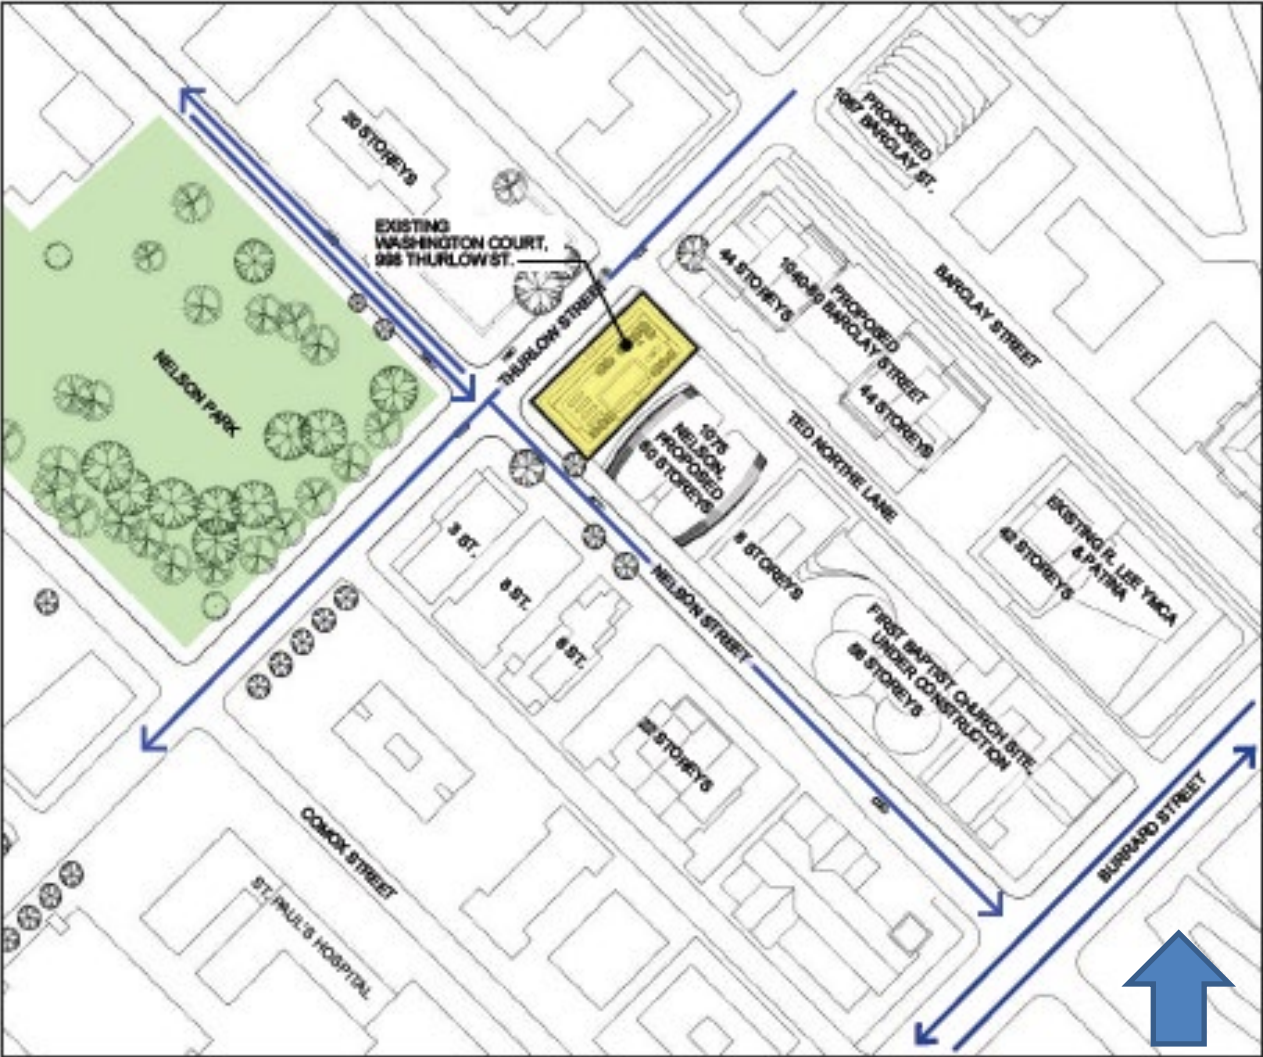 PROPOSED
1067 BARCLAY ST.
20 STOREYS
EXISTING
WASHINGTON COURT,
998 THURLOW ST.
THURLOW STREET
44 STOREYS
PROPOSED
1040-80 BARCLAY STREET
44 STOREYS
BARCLAY STREET
NELSON PARK
1075
NELSON,
PROPOSED
60 STOREYS
TED NORTHE LANE
3 ST.
8 ST.
6 ST.
8 STOREYS
EXISTING R. LEE YMCA
& PATINA
42 STOREYS
NELSON STREET
FIRST BAPTIST CHURCH SITE,
UNDER CONSTRUCTION
56 STOREYS
22 STOREYS
BURRARD STREET
COMOX STREET
ST. PAUL'S HOSPITAL